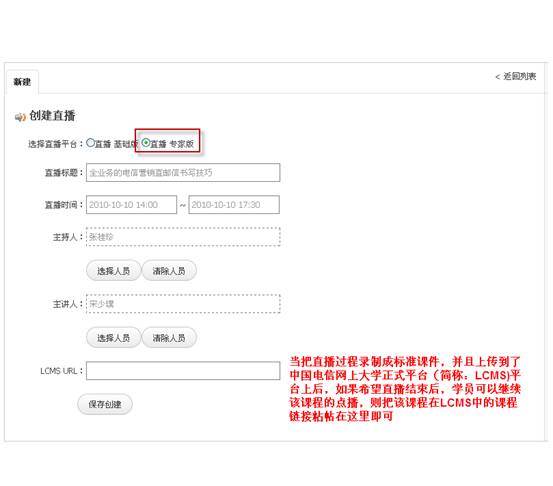 新建
< 返回列表
创建直播
选择直播平台：直播 基础版 直播 专家版
直播标题：全业务的电信营销直邮信书写技巧
直播时间：2010-10-10 14:00 ~ 2010-10-10 17:30
主持人：张桂珍
选择人员 清除人员
主讲人：宋少
选择人员 清除人员
LCMS URL：
当把直播过程录制成标准课件，并且上传到了
中国电信网上大学正式平台（简称：LCMS)平
台上后，如果希望直播结束后，学员可以继续
该课程的点播，则把该课程在LCMS中的课程
链接粘帖在这里即可
保存创建